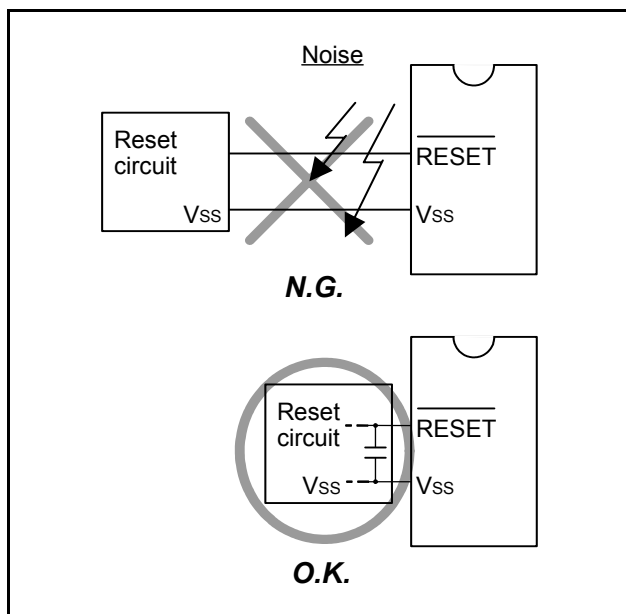 Noise
Reset
circuit
RESET
VSS
VSS
N.G.
Reset
circuit
RESET
VSS
VSS
O.K.